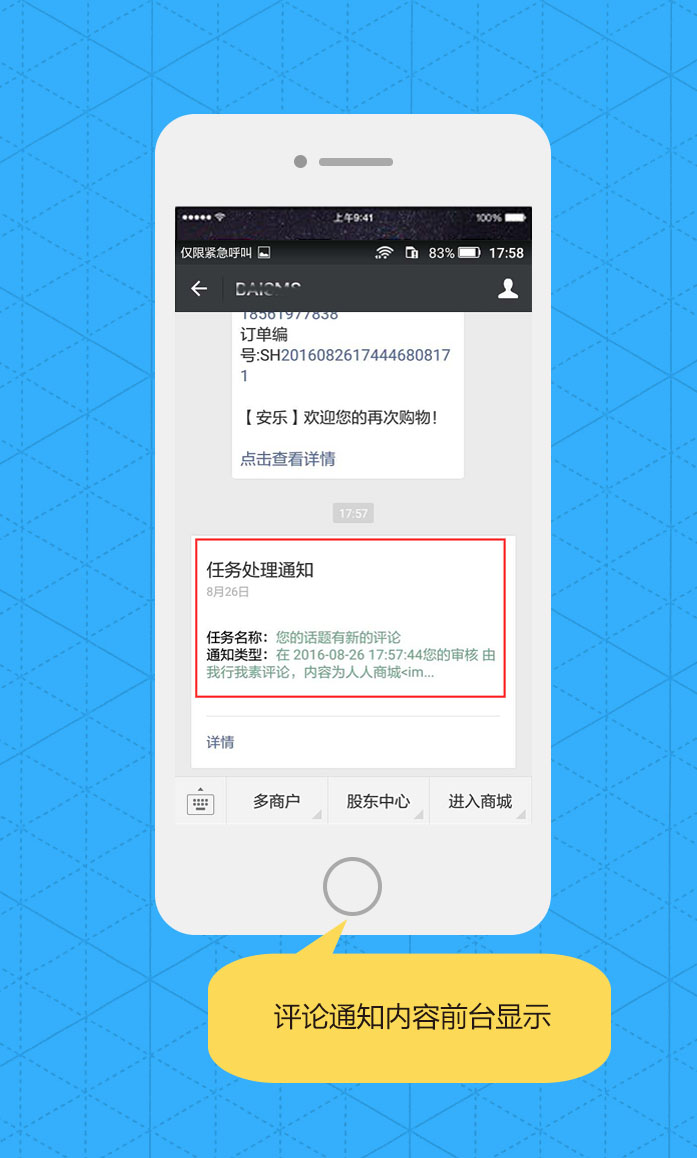 上午9:41
100%
仅限紧急呼叫
83%
17:58
18561977838
订单编
号:SH2016082617444680817
1
【安乐】欢迎您的再次购物!
点击查看详情
17:57
任务处理通知
8月26日
任务名称：您的话题有新的评论
通知类型：在 2016-08-26 17:57:44您的审核 由
我行我素评论，内容为人人商城<im...
详情
多商户
股东中心
进入商城
评论通知内容前台显示